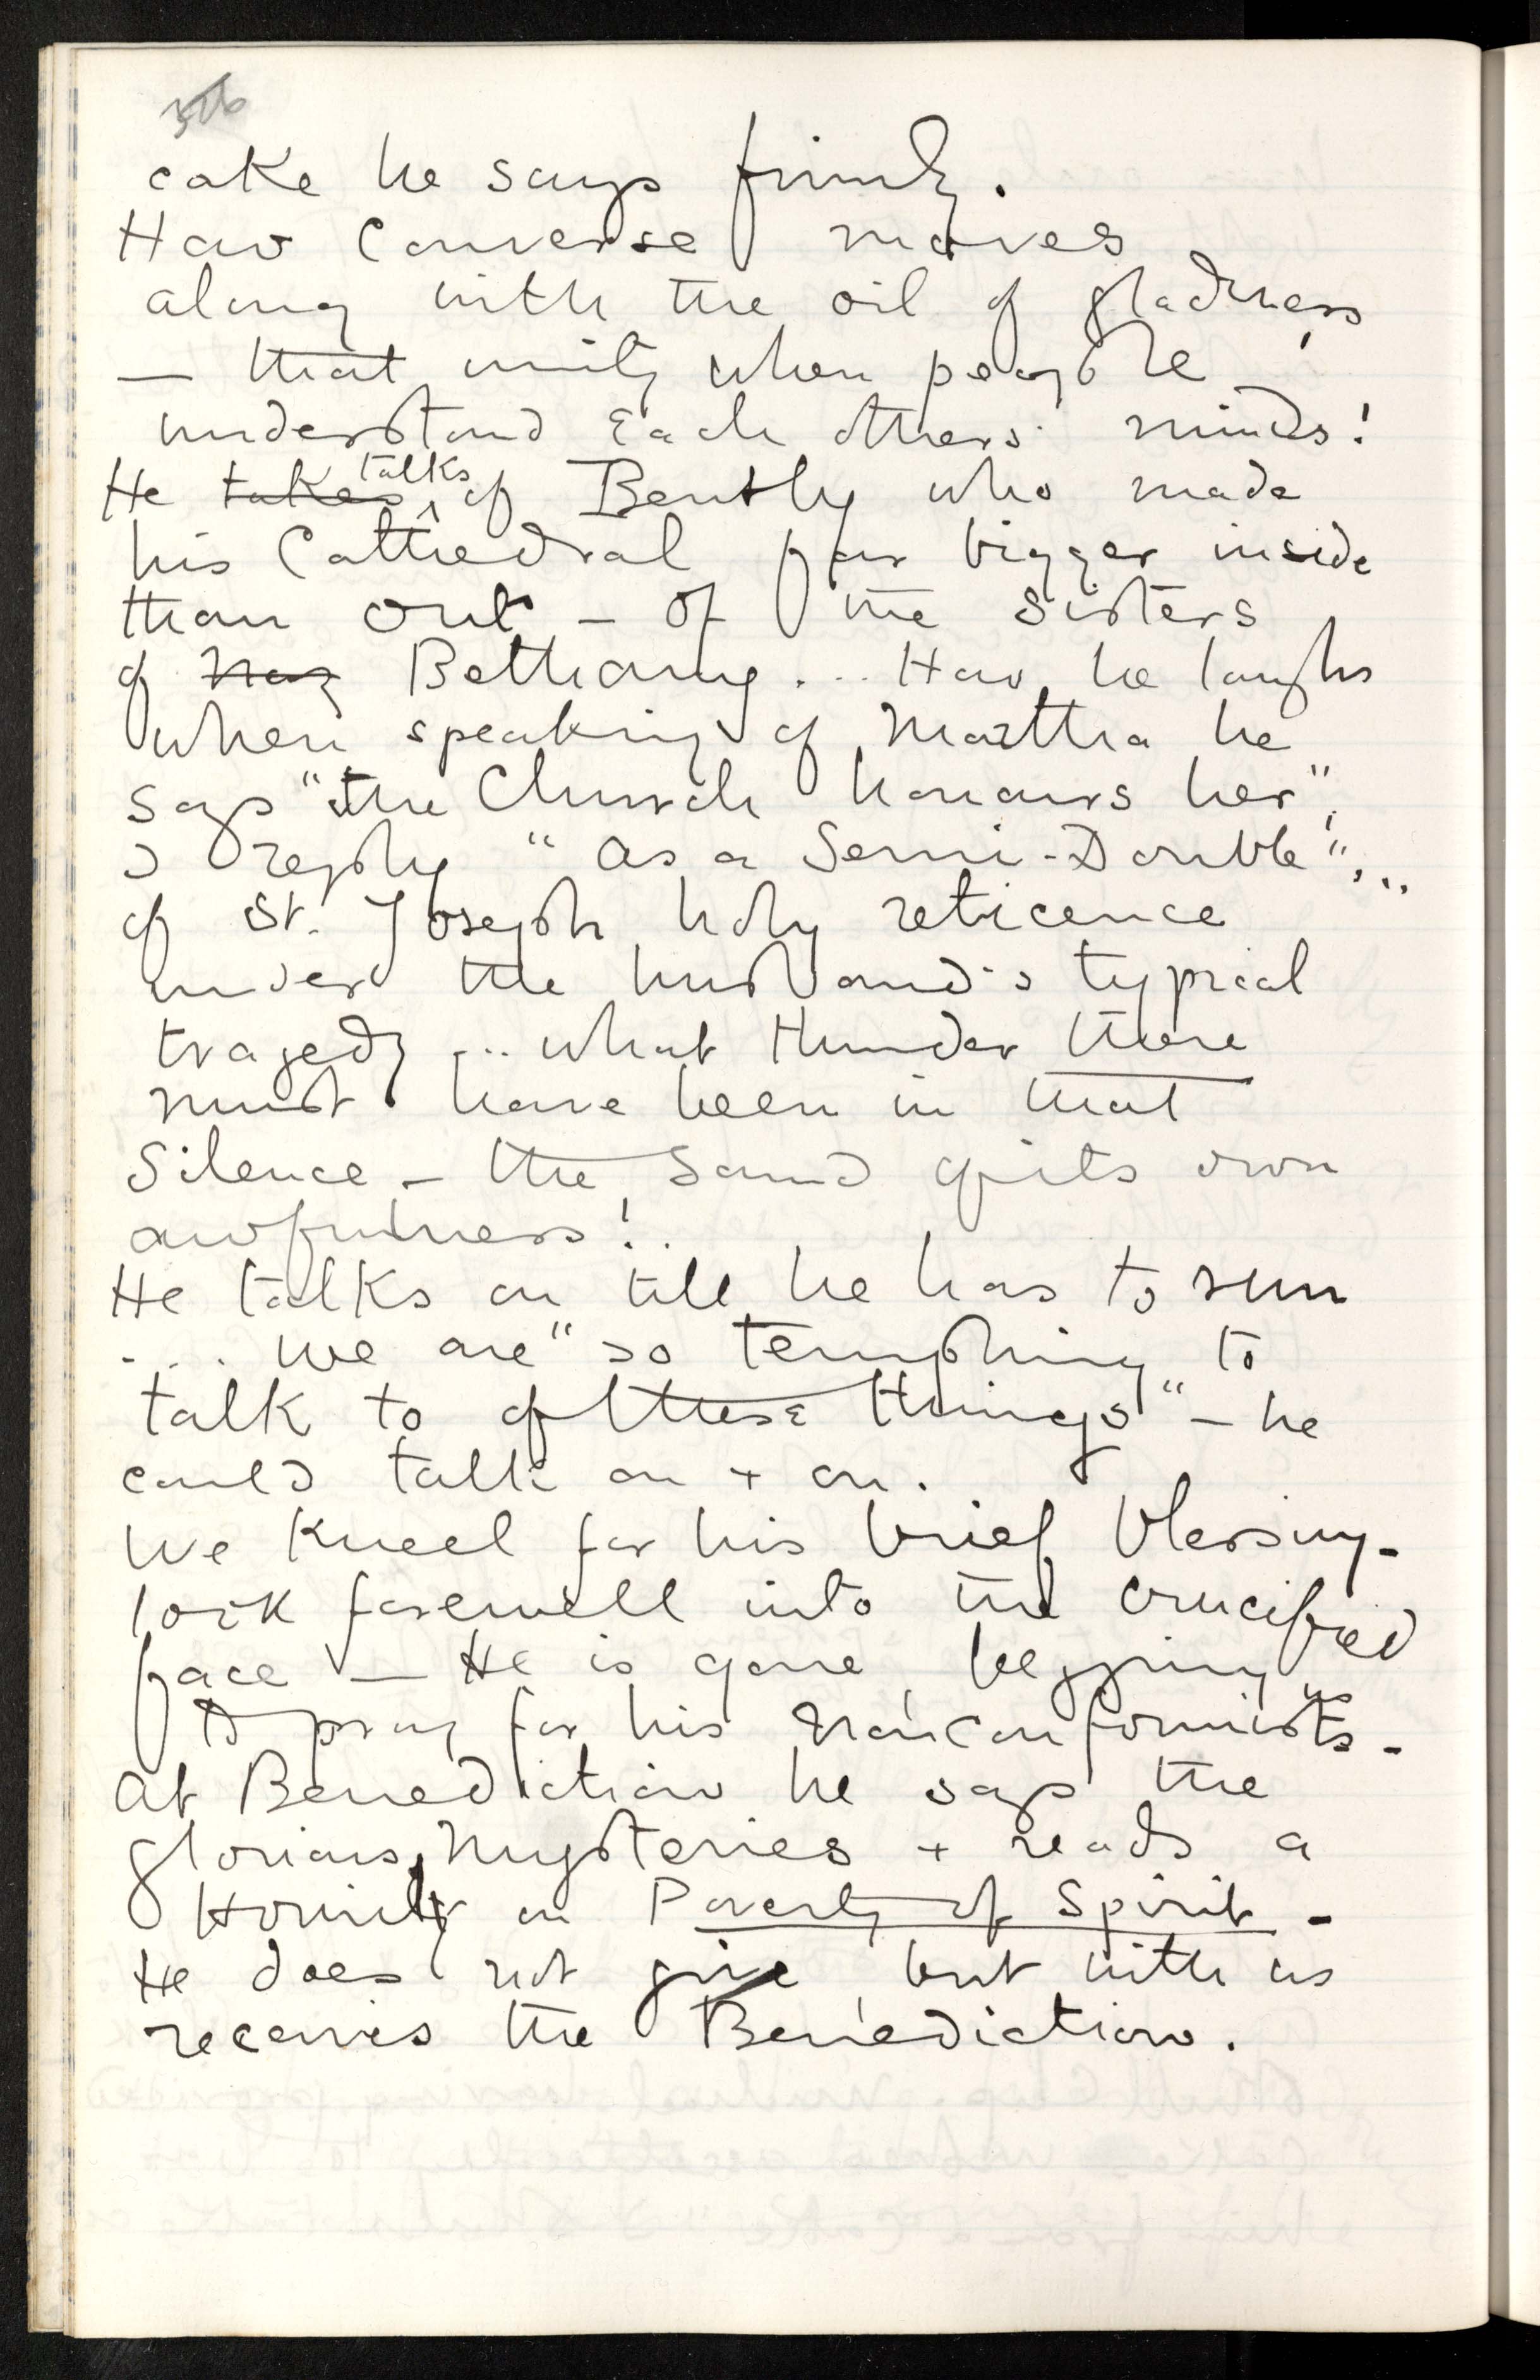 cake he says firmly.
How converse moves
along with the oil of gladness
— that unity when people
understand each others' minds!
He takes talks of Bently who made
his Cathedral far bigger inside
than out — of the sisters
of Naz Bethany... How he laughs
when speaking of Martha he
says "the Church honours her",
I reply "as a Semi-Double",..
of St. Joseph holy reticence
under the husband's typical
tragedy ... what thunder there
must have been in that
Silence — the sound of its own
awfulness!.
He talks on till he has to run
.... We are "so tempting to
talk to of these things" — he
could talk on + on.
We kneel for his brief blessing —
look farewell into the crucified
face — He is gone, begging us
to pray for his Nonconformists —
At Benediction he says the
glorious Mysteries + reads a
Homily on Poverty of Spirit —
He does not give, but with us
receives the Benediction.